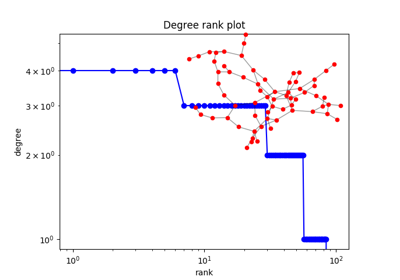 Degree rank plot
4 × 10⁰
3 × 10⁰
degree
2 × 10⁰
10⁰
10⁰
10¹
10²
rank